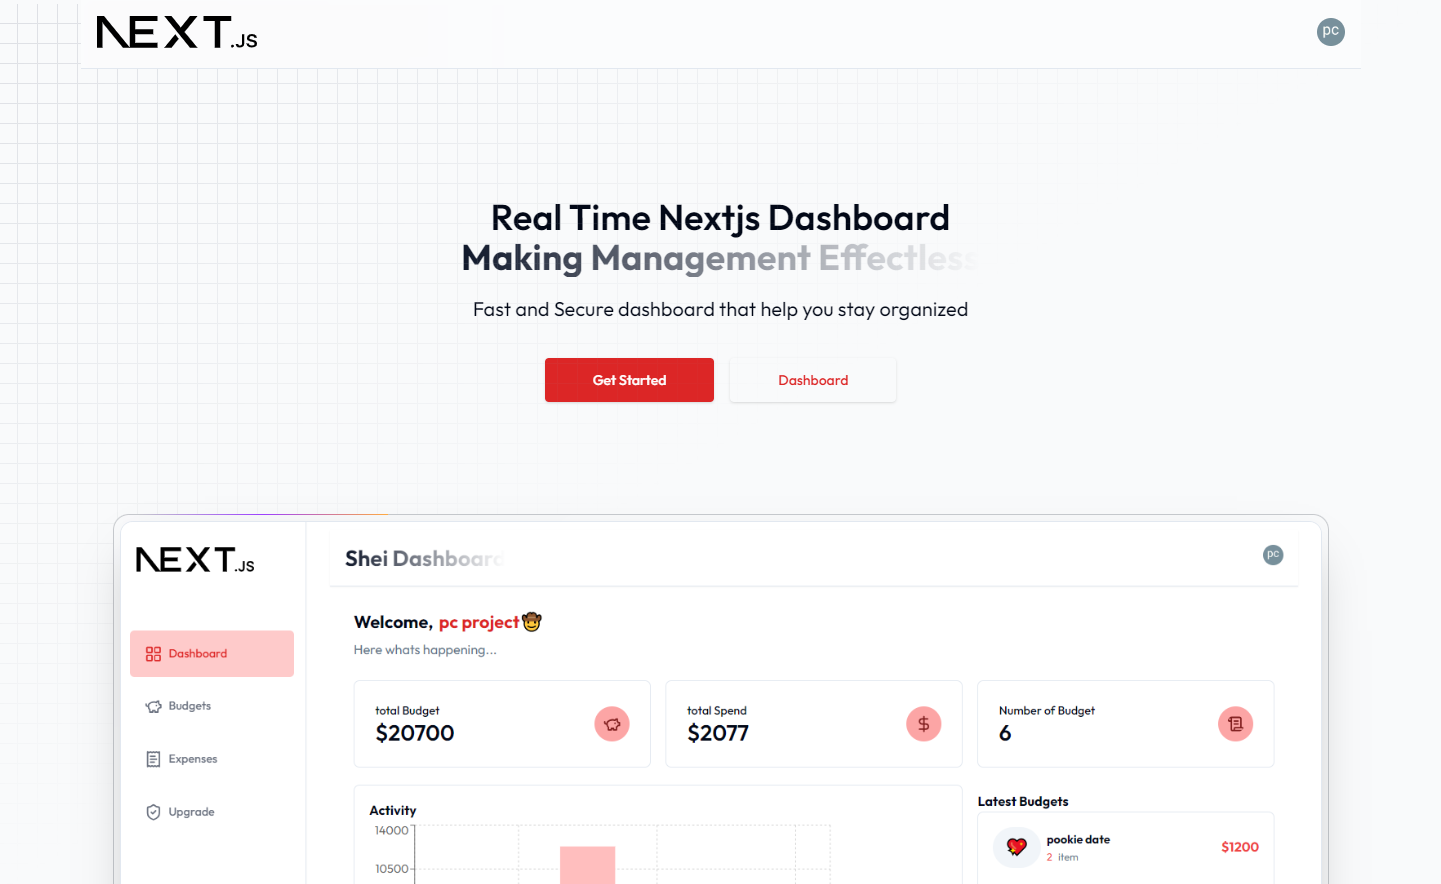 NEXT.JS
pc
Real Time Nextjs Dashboard
Making Management Effectless
Fast and Secure dashboard that help you stay organized
Get Started
Dashboard
NEXT.JS
Shei Dashboard
pc
Welcome, pc project
Here whats happening...
Dashboard
Budgets
Expenses
Upgrade
total Budget
$20700
total Spend
$2077
Number of Budget
6
Activity
14000
10500
Latest Budgets
pookie date
2 item
$1200